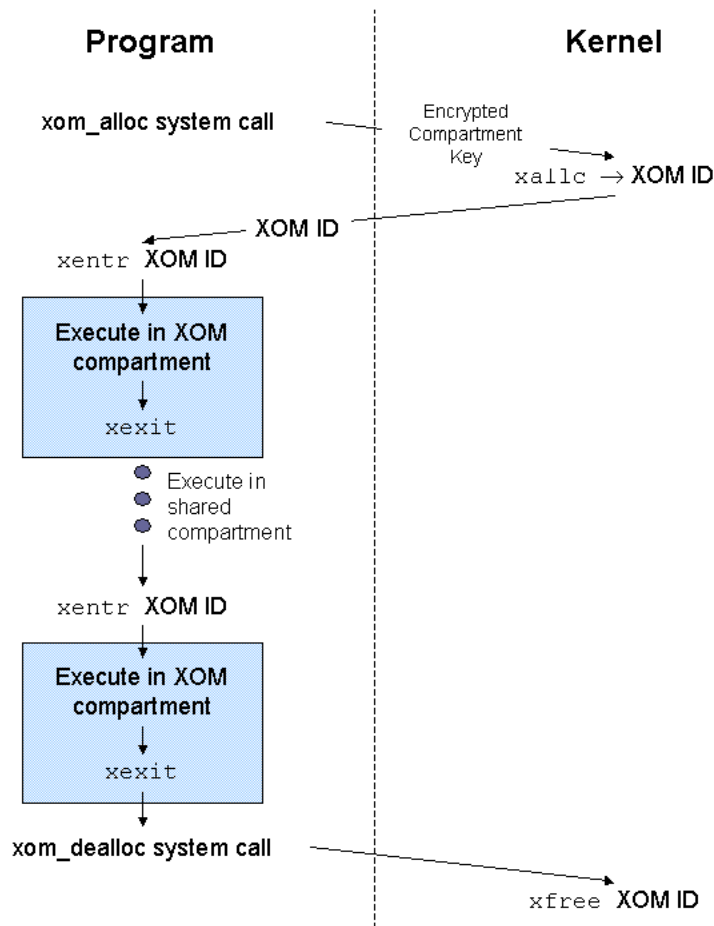 Program
Kernel
xom_alloc system call
Encrypted
Compartment
Key
xallc → XOM ID
XOM ID
xentr XOM ID
Execute in XOM
compartment
xexit
Execute in
shared
compartment
xentr XOM ID
Execute in XOM
compartment
xexit
xom_dealloc system call
xfree XOM ID